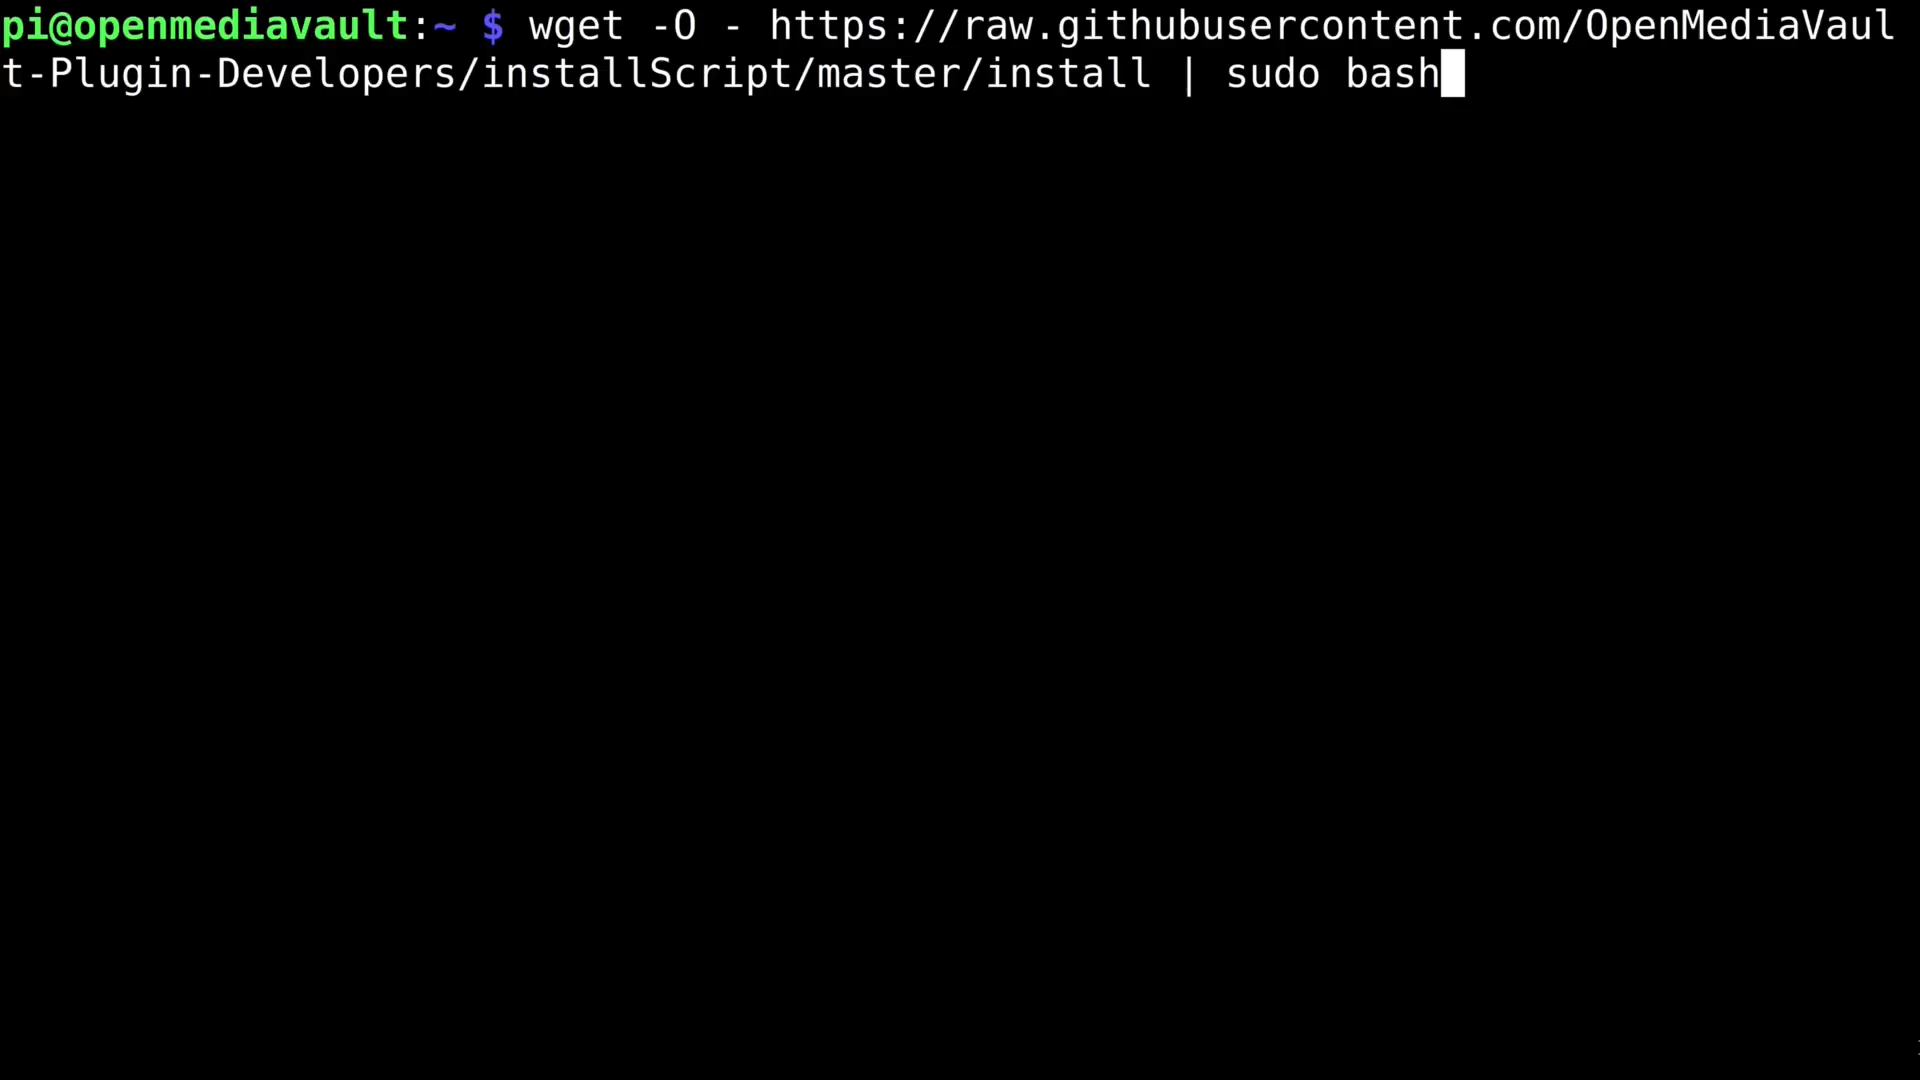 pi@openmediavault:~ $ wget -O - https://raw.githubusercontent.com/OpenMediaVaul
t-Plugin-Developers/installScript/master/install | sudo bash